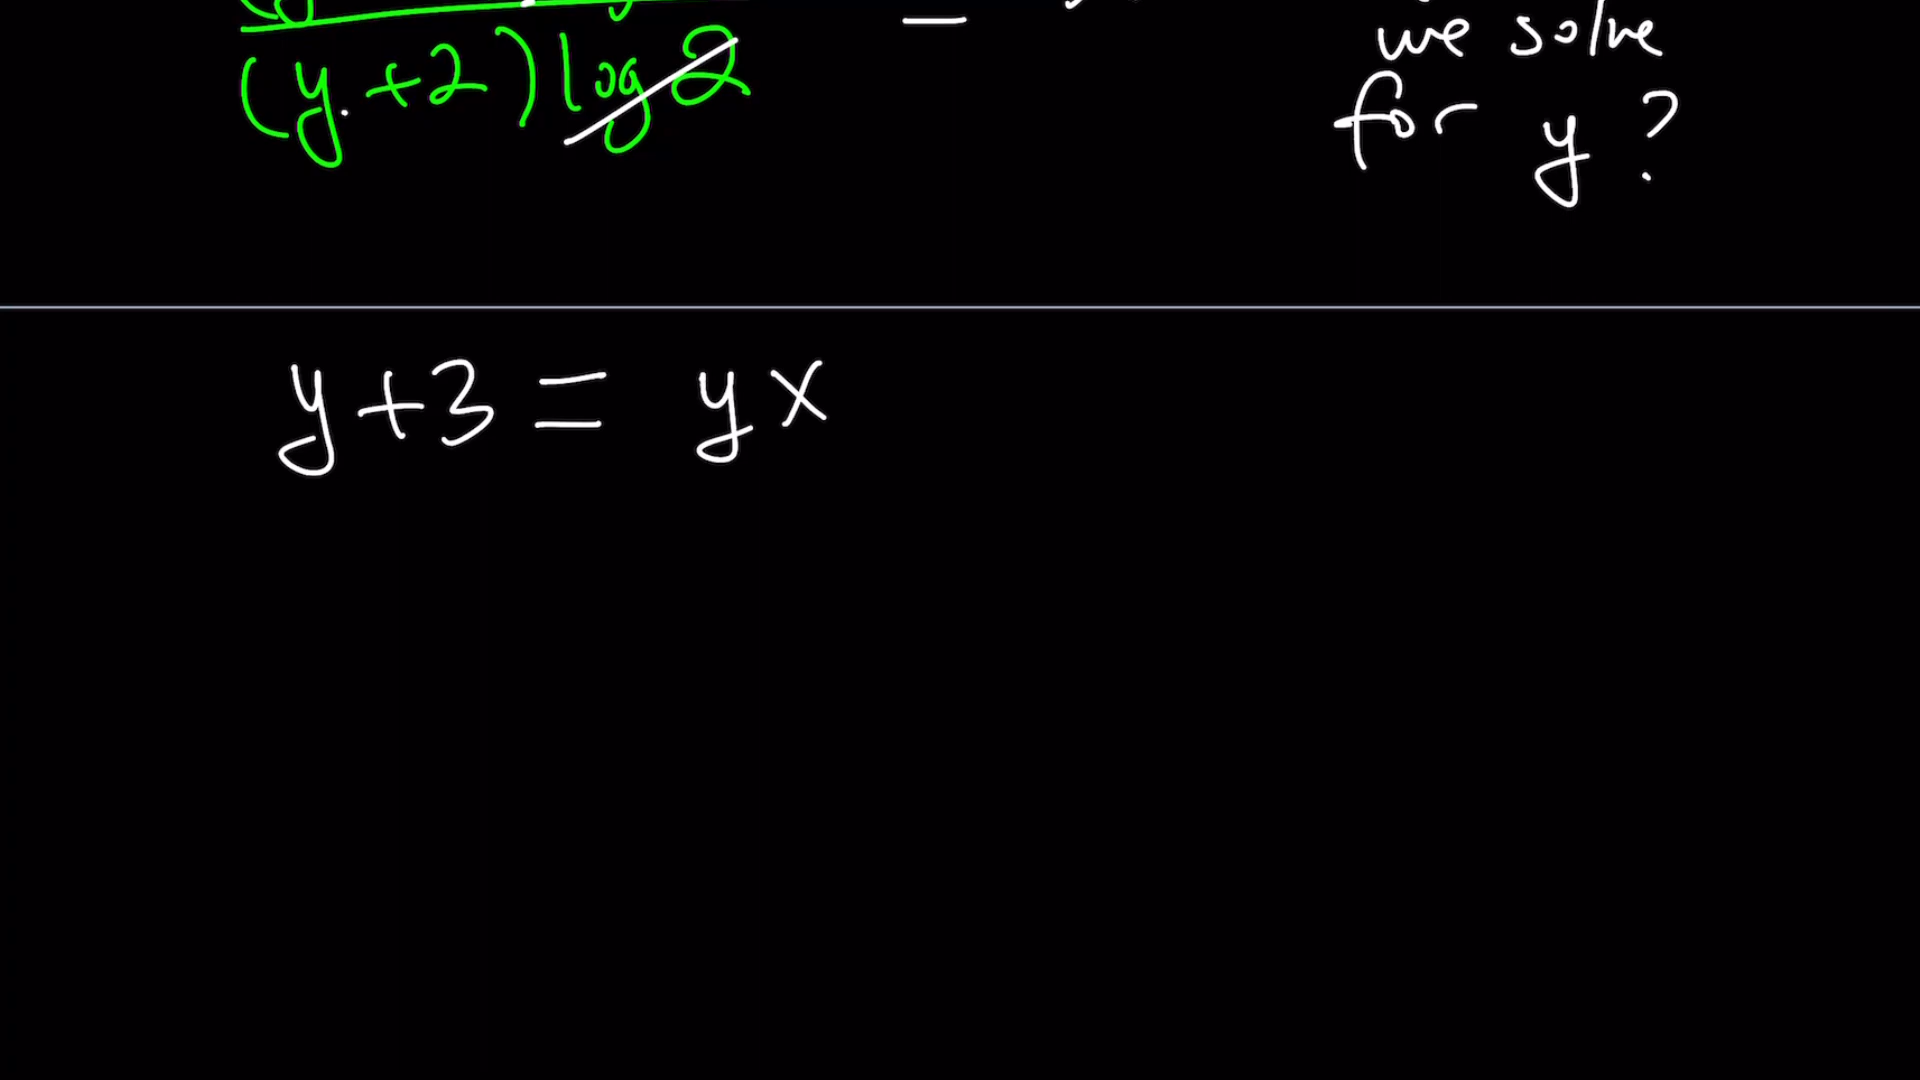 (y+2) log 2 =
we solve
for y ?
y+3 = yx